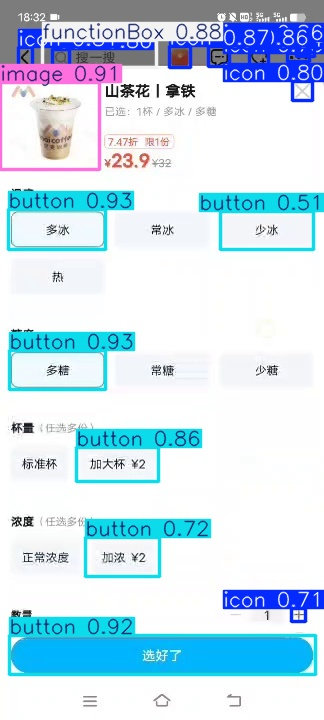 18:32
functionBox 0.88
0.87
0.86
搜一搜
icon 0.80
image 0.91
山茶花 | 拿铁
已选：1杯 / 多冰 / 多糖
7.47折 限1份
¥23.9 ¥32
button 0.93
button 0.51
多冰
常冰
少冰
热
button 0.93
多糖
常糖
少糖
杯量（任选多份）
button 0.86
标准杯
加大杯 ¥2
浓度（任选多份）
button 0.72
正常浓度
加浓 ¥2
icon 0.71
数量
1
button 0.92
选好了